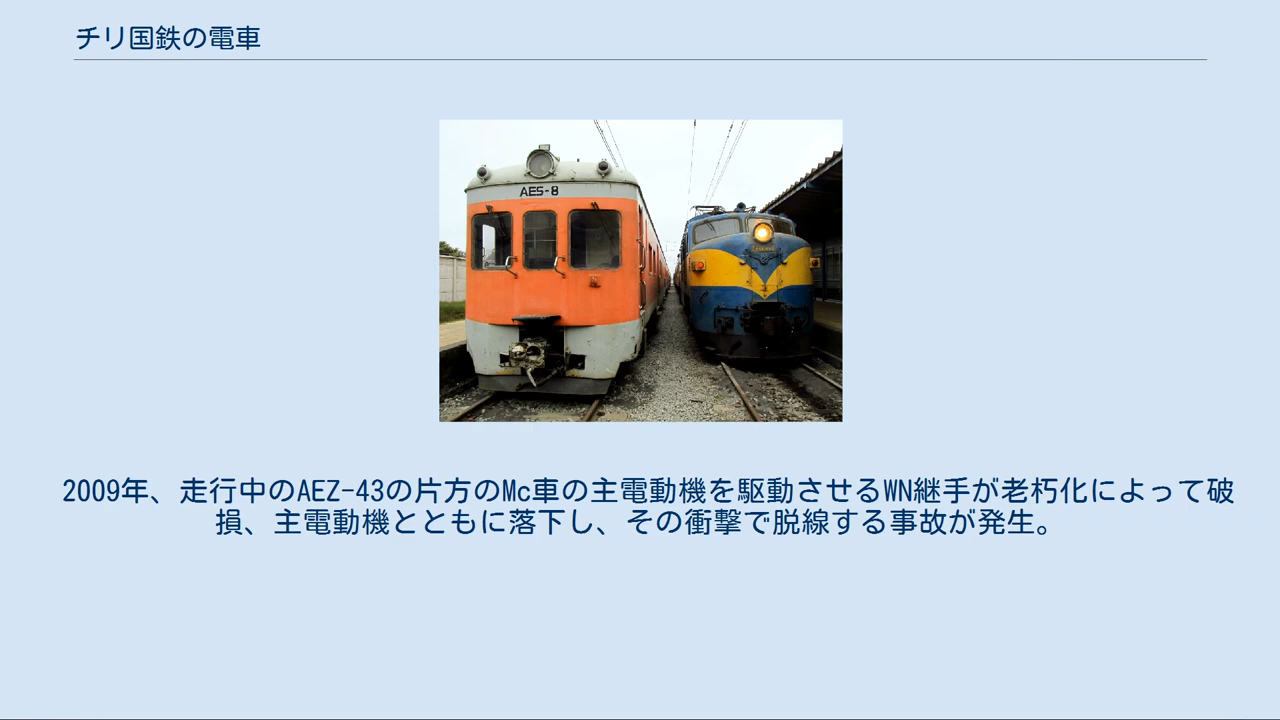 チリ国鉄の電車
AES-8
2009年、走行中のAEZ-43の片方のMc車の主電動機を駆動させるWN継手が老朽化によって破
損、主電動機とともに落下し、その衝撃で脱線する事故が発生。